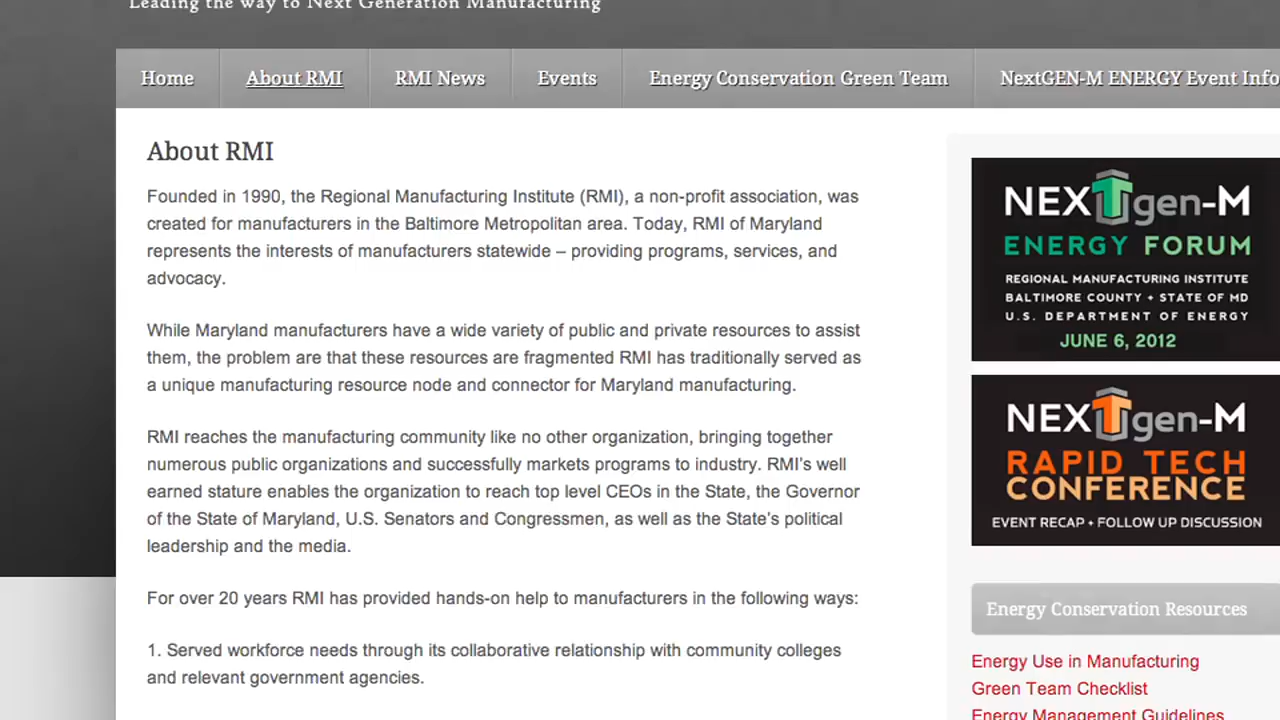 Leading the way to Next Generation Manufacturing
Home
About RMI
RMI News
Events
Energy Conservation Green Team
NextGEN-M ENERGY Event Info
About RMI
Founded in 1990, the Regional Manufacturing Institute (RMI), a non-profit association, was
created for manufacturers in the Baltimore Metropolitan area. Today, RMI of Maryland
represents the interests of manufacturers statewide – providing programs, services, and
advocacy.
While Maryland manufacturers have a wide variety of public and private resources to assist
them, the problem are that these resources are fragmented RMI has traditionally served as
a unique manufacturing resource node and connector for Maryland manufacturing.
RMI reaches the manufacturing community like no other organization, bringing together
numerous public organizations and successfully markets programs to industry. RMI's well
earned stature enables the organization to reach top level CEOs in the State, the Governor
of the State of Maryland, U.S. Senators and Congressmen, as well as the State's political
leadership and the media.
For over 20 years RMI has provided hands-on help to manufacturers in the following ways:
1. Served workforce needs through its collaborative relationship with community colleges
and relevant government agencies.
NEXTgen-M
ENERGY FORUM
REGIONAL MANUFACTURING INSTITUTE
BALTIMORE COUNTY + STATE OF MD
U.S. DEPARTMENT OF ENERGY
JUNE 6, 2012
NEXTgen-M
RAPID TECH
CONFERENCE
EVENT RECAP + FOLLOW UP DISCUSSION
Energy Conservation Resources
Energy Use in Manufacturing
Green Team Checklist
Energy Management Guidelines